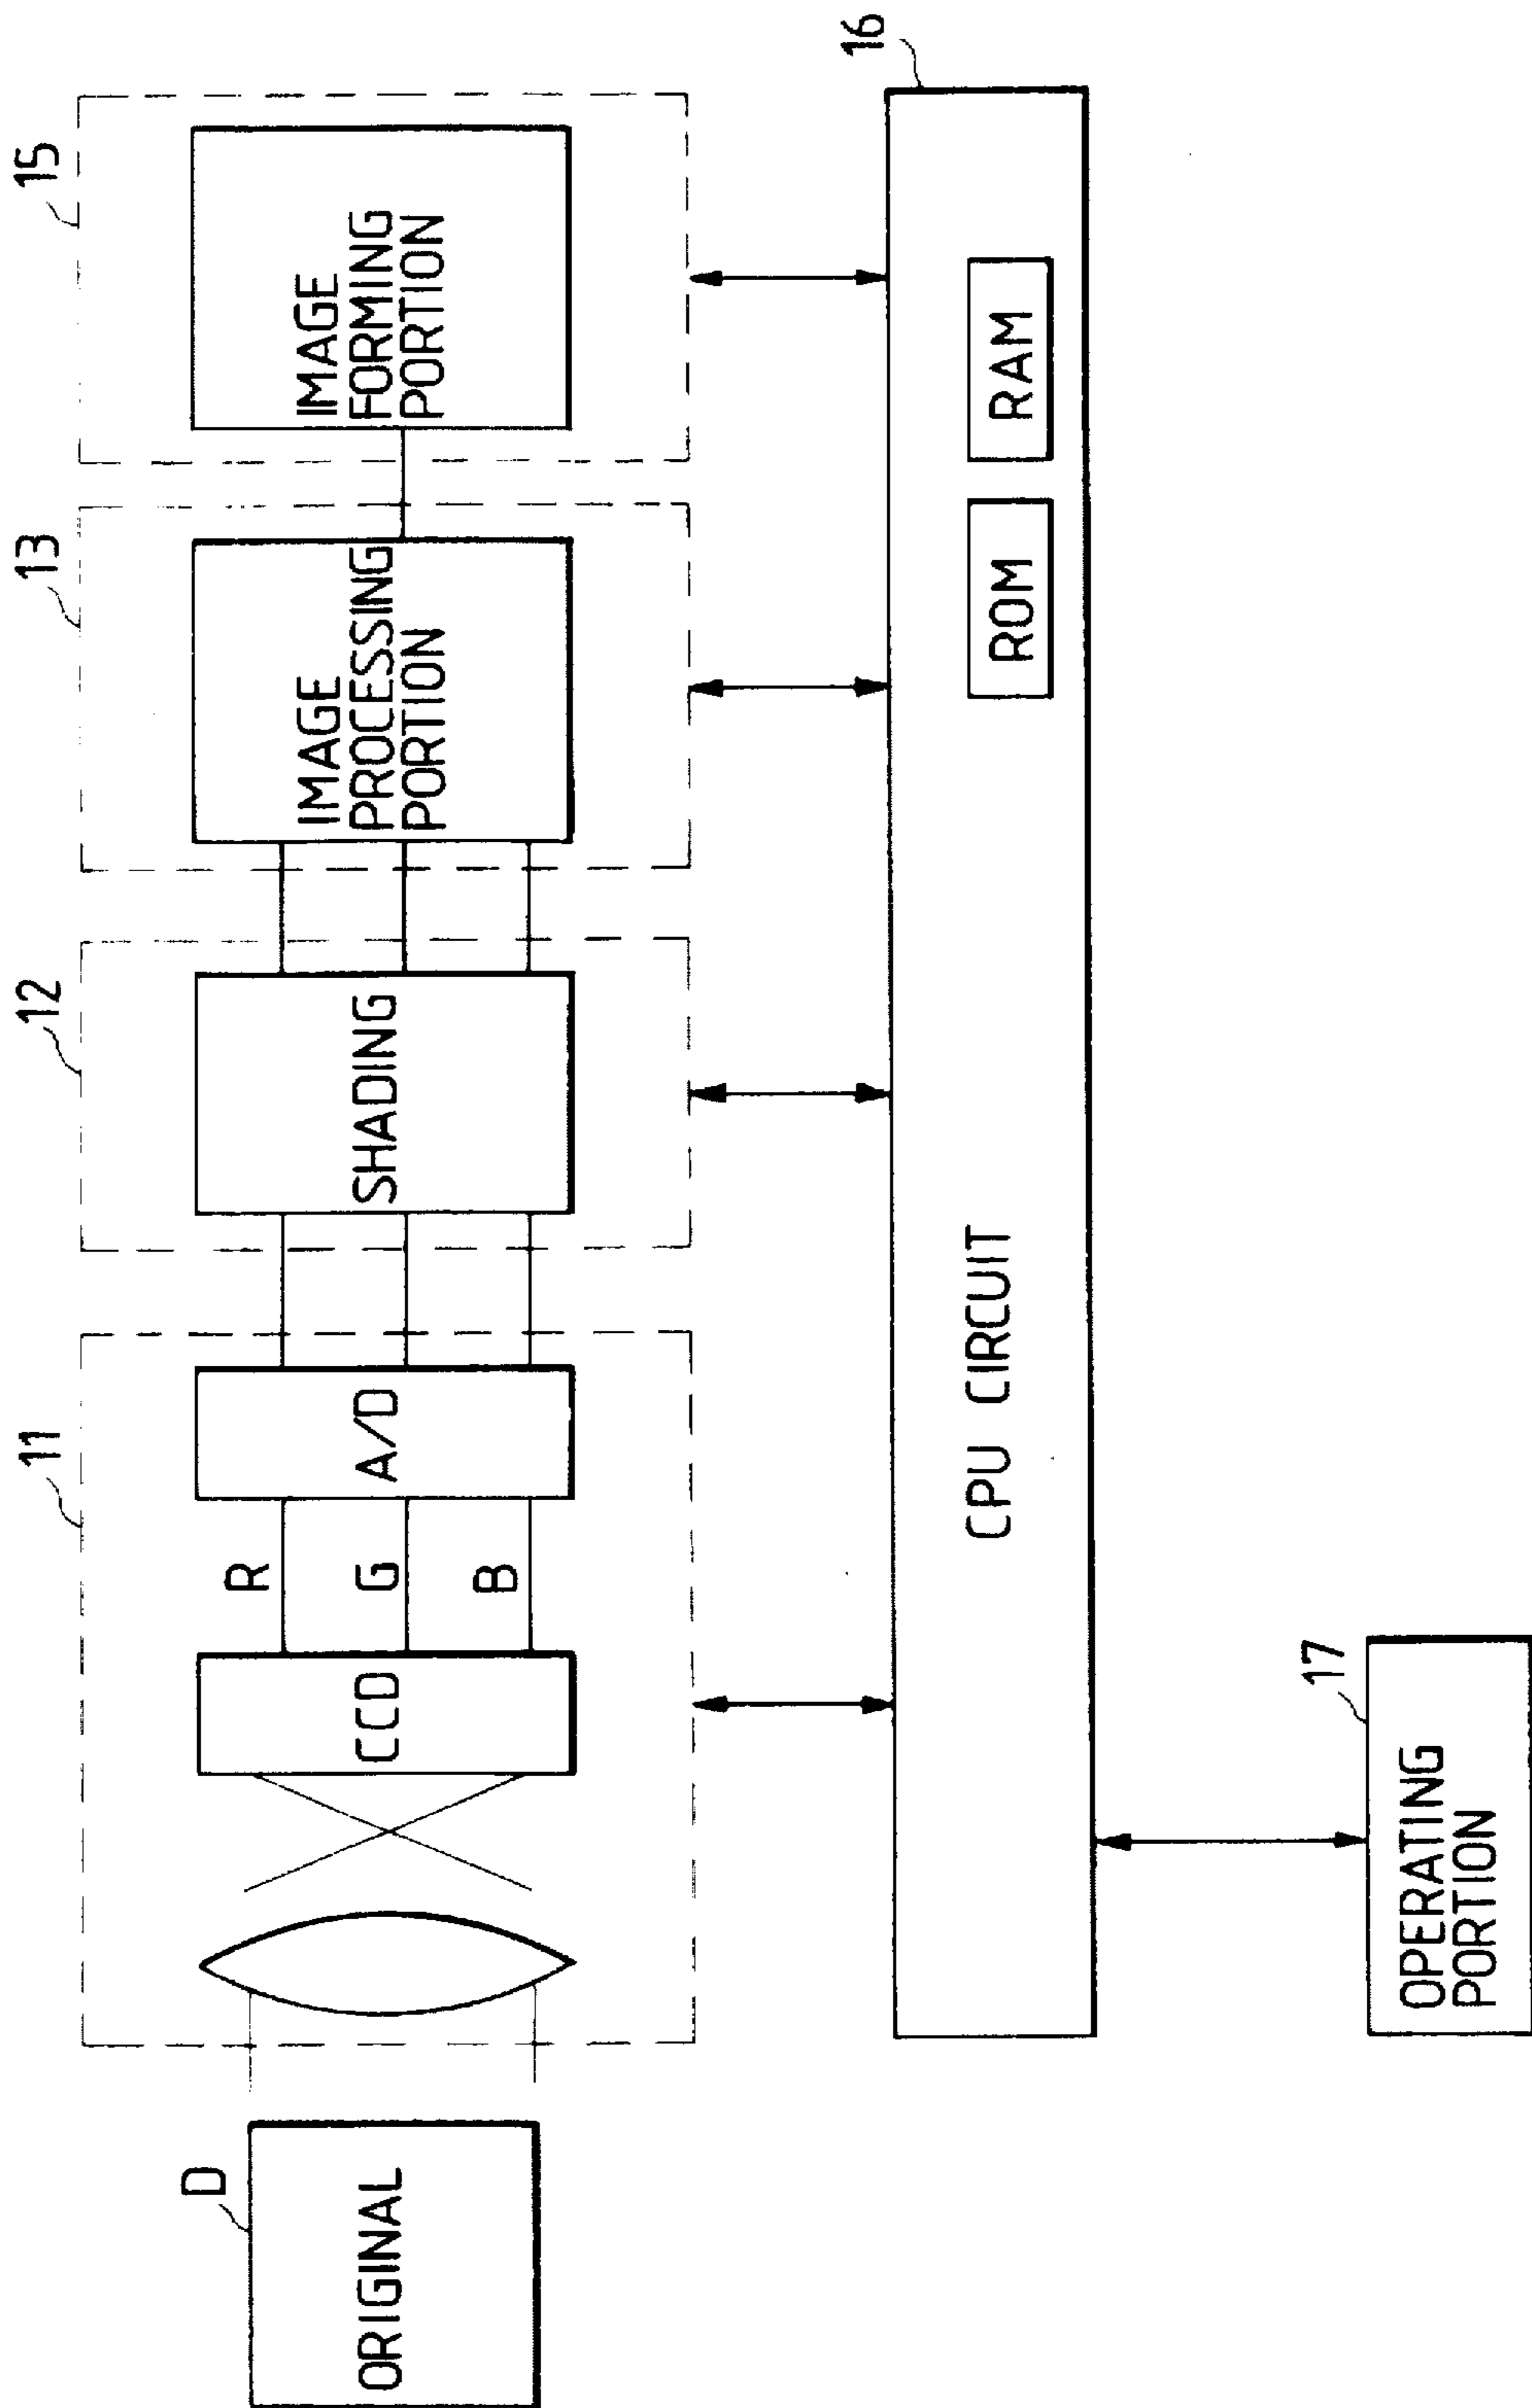 11
12
13
15
D
ORIGINAL
CCD
R
G
B
A/D
SHADING
IMAGE
PROCESSING
PORTION
IMAGE
FORMING
PORTION
16
CPU CIRCUIT
ROM
RAM
17
OPERATING
PORTION